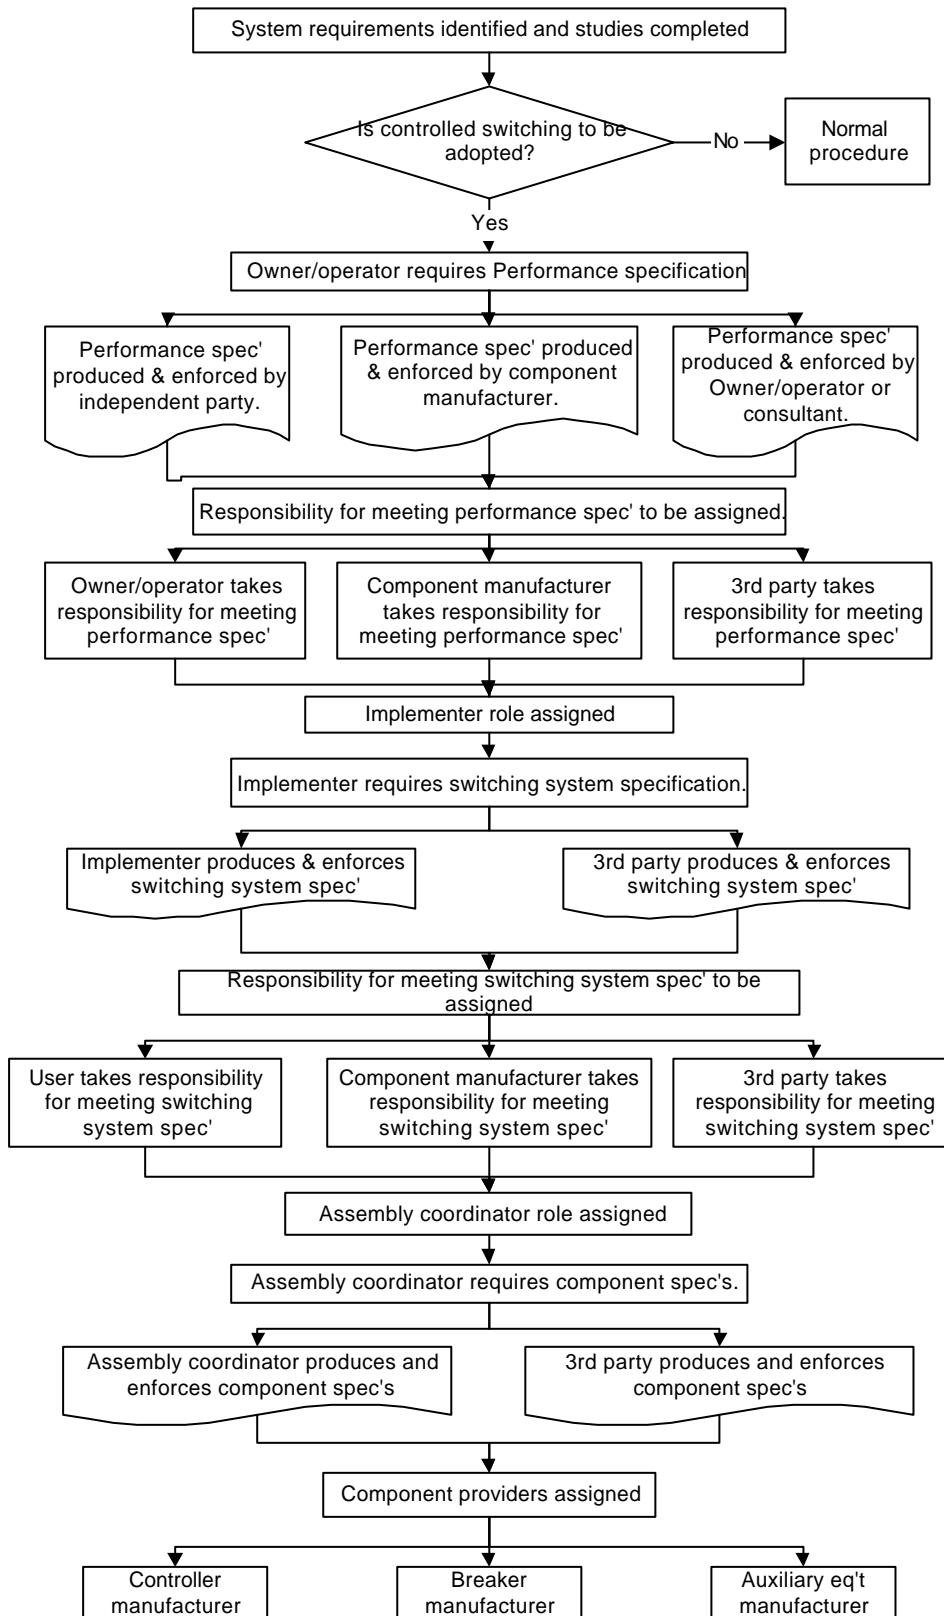 System requirements identified and studies completed
Is controlled switching to be
adopted?
No
Normal
procedure
Yes
Owner/operator requires Performance specification
Performance spec'
produced & enforced by
independent party.
Performance spec' produced
& enforced by component
manufacturer.
Performance spec'
produced & enforced by
Owner/operator or
consultant.
Responsibility for meeting performance spec' to be assigned.
Owner/operator takes
responsibility for meeting
performance spec'
Component manufacturer
takes responsibility for
meeting performance spec'
3rd party takes
responsibility for meeting
performance spec'
Implementer role assigned
Implementer requires switching system specification.
Implementer produces & enforces
switching system spec'
3rd party produces & enforces
switching system spec'
Responsibility for meeting switching system spec' to be
assigned
User takes responsibility
for meeting switching
system spec'
Component manufacturer takes
responsibility for meeting
switching system spec'
3rd party takes
responsibility for meeting
switching system spec'
Assembly coordinator role assigned
Assembly coordinator requires component spec's.
Assembly coordinator produces and
enforces component spec's
3rd party produces and enforces
component spec's
Component providers assigned
Controller
manufacturer
Breaker
manufacturer
Auxiliary eq't
manufacturer